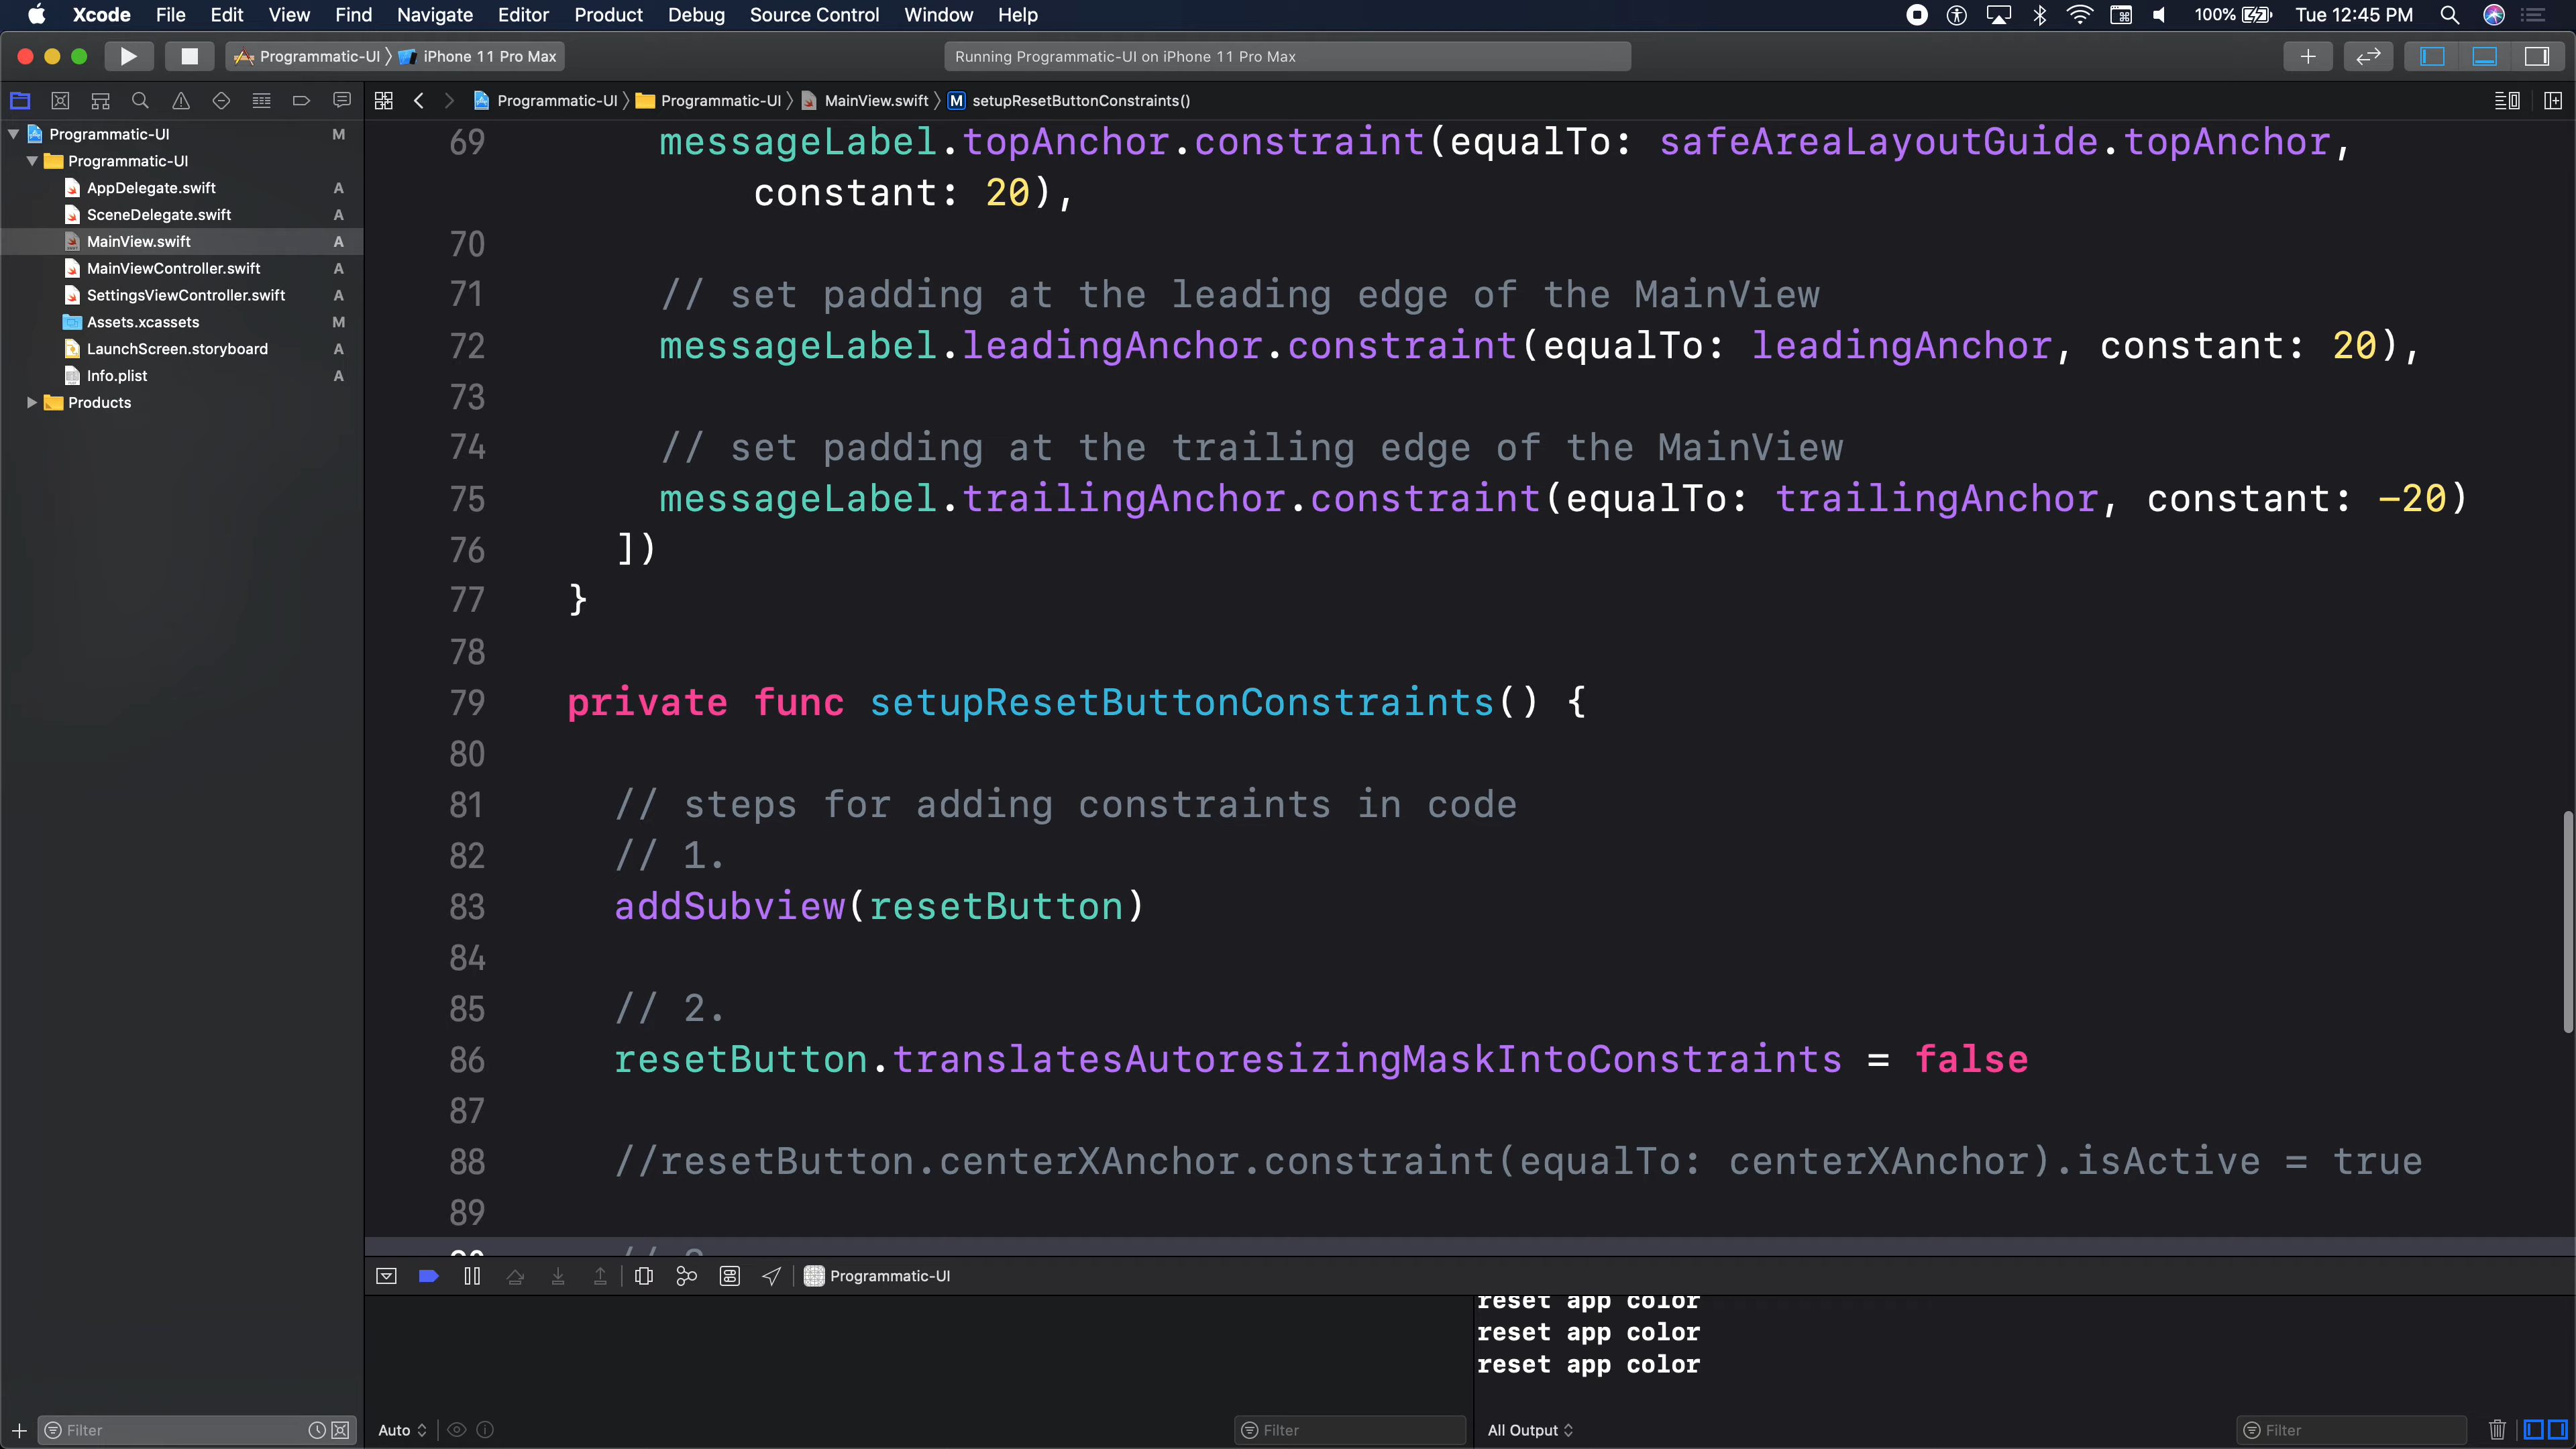 Xcode File Edit View Find Navigate Editor Product Debug Source Control Window Help 100% Tue 12:45 PM
Programmatic-UI iPhone 11 Pro Max Running Programmatic-UI on iPhone 11 Pro Max
Programmatic-UI Programmatic-UI MainView.swift M setupResetButtonConstraints()
Programmatic-UI M
Programmatic-UI
AppDelegate.swift A
SceneDelegate.swift A
MainView.swift A
MainViewController.swift A
SettingsViewController.swift A
Assets.xcassets M
LaunchScreen.storyboard A
Info.plist A
Products
69 messageLabel.topAnchor.constraint(equalTo: safeAreaLayoutGuide.topAnchor,
constant: 20),
70
71 // set padding at the leading edge of the MainView
72 messageLabel.leadingAnchor.constraint(equalTo: leadingAnchor, constant: 20),
73
74 // set padding at the trailing edge of the MainView
75 messageLabel.trailingAnchor.constraint(equalTo: trailingAnchor, constant: -20)
76 ])
77 }
78
79 private func setupResetButtonConstraints() {
80
81 // steps for adding constraints in code
82 // 1.
83 addSubview(resetButton)
84
85 // 2.
86 resetButton.translatesAutoresizingMaskIntoConstraints = false
87
88 //resetButton.centerXAnchor.constraint(equalTo: centerXAnchor).isActive = true
89
Programmatic-UI
reset app color
reset app color
reset app color
Filter Auto Filter All Output Filter